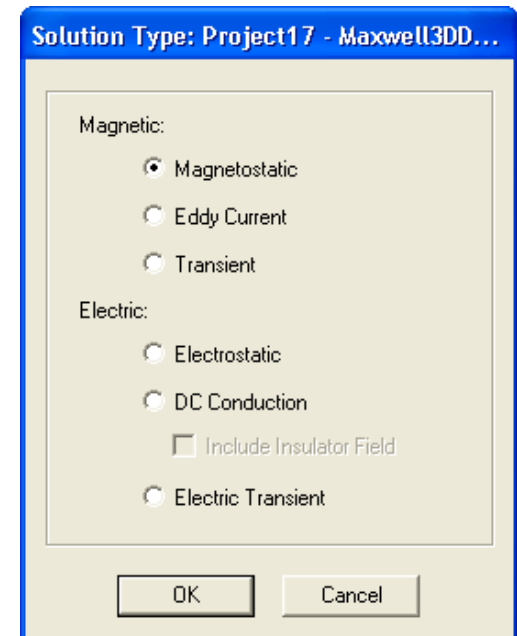 Solution Type: Project17 - Maxwell3DD...
Magnetic:
Magnetostatic
Eddy Current
Transient
Electric:
Electrostatic
DC Conduction
Include Insulator Field
Electric Transient
OK
Cancel